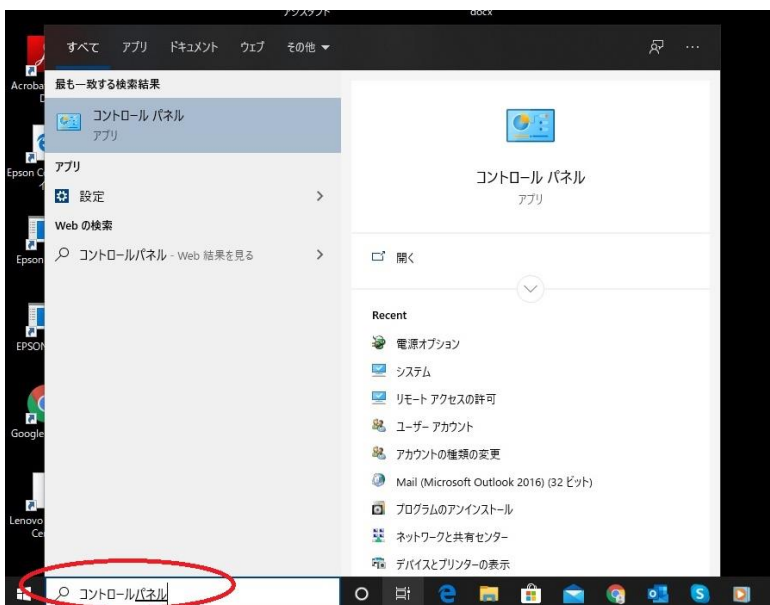 docx
すべて アプリ ドキュメント ウェブ その他
Acroba
最も一致する検索結果
コントロール パネル
アプリ
Epson C
アプリ
設定
Web の検索
コントロールパネル - Web 結果を見る
Epson
EPSON
Google
Lenovo
Ce
コントロール パネル
アプリ
開く
Recent
電源オプション
システム
リモート アクセスの許可
ユーザー アカウント
アカウントの種類の変更
Mail (Microsoft Outlook 2016) (32 ビット)
プログラムのアンインストール
ネットワークと共有センター
デバイスとプリンターの表示
コントロールパネル